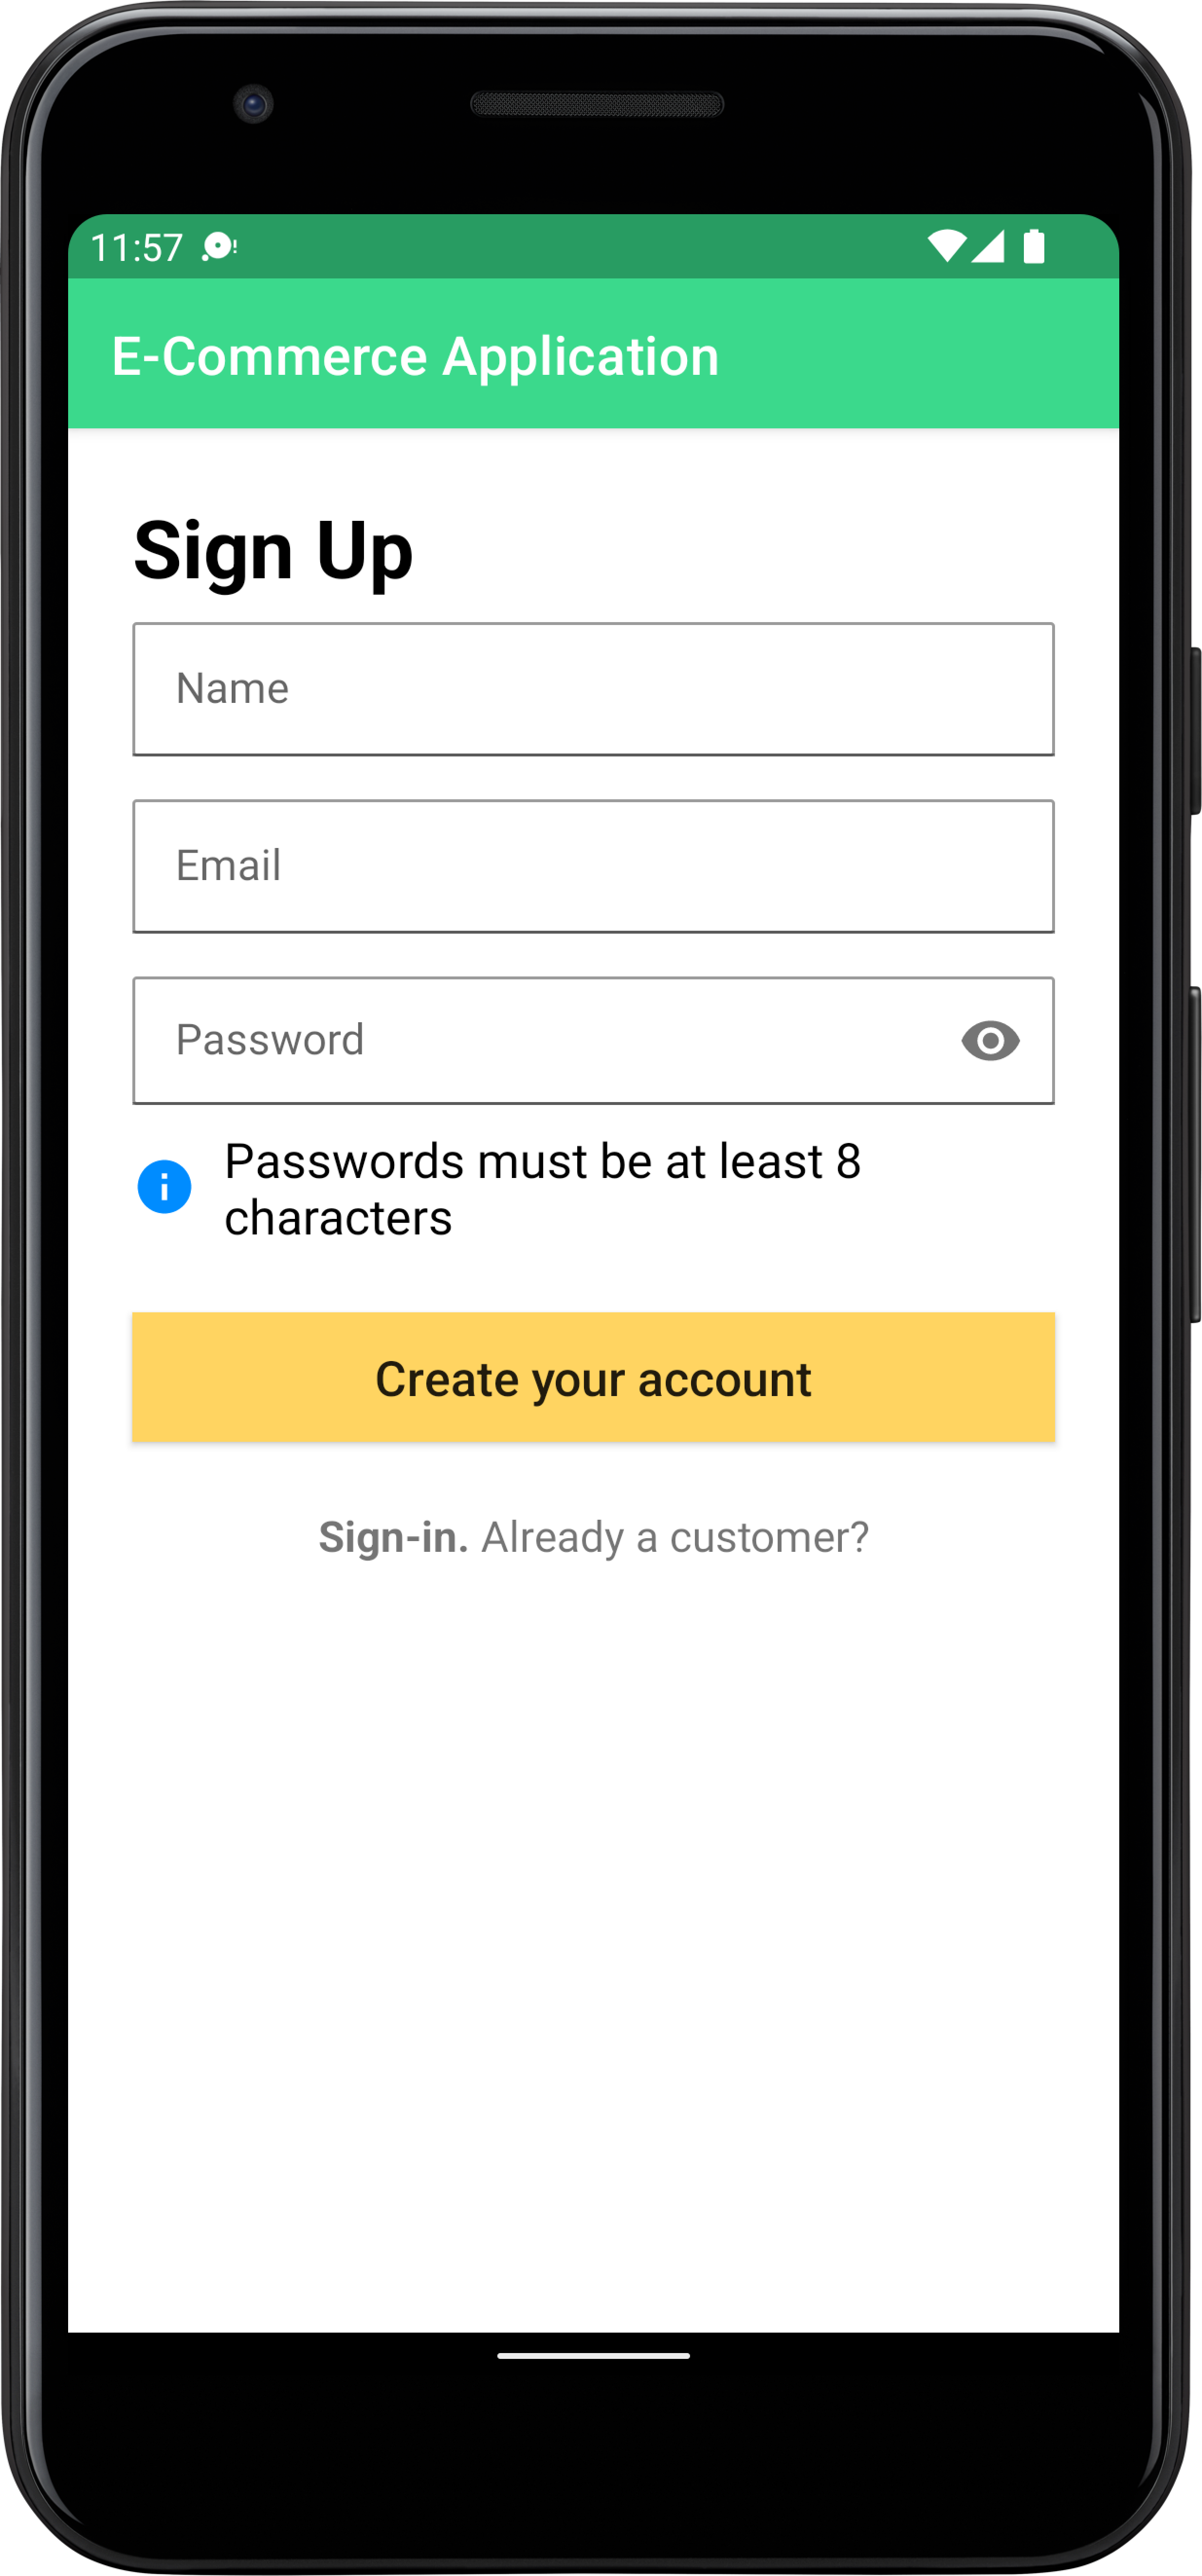 11:57
E-Commerce Application
Sign Up
Name
Email
Password
Passwords must be at least 8
characters
Create your account
Sign-in. Already a customer?